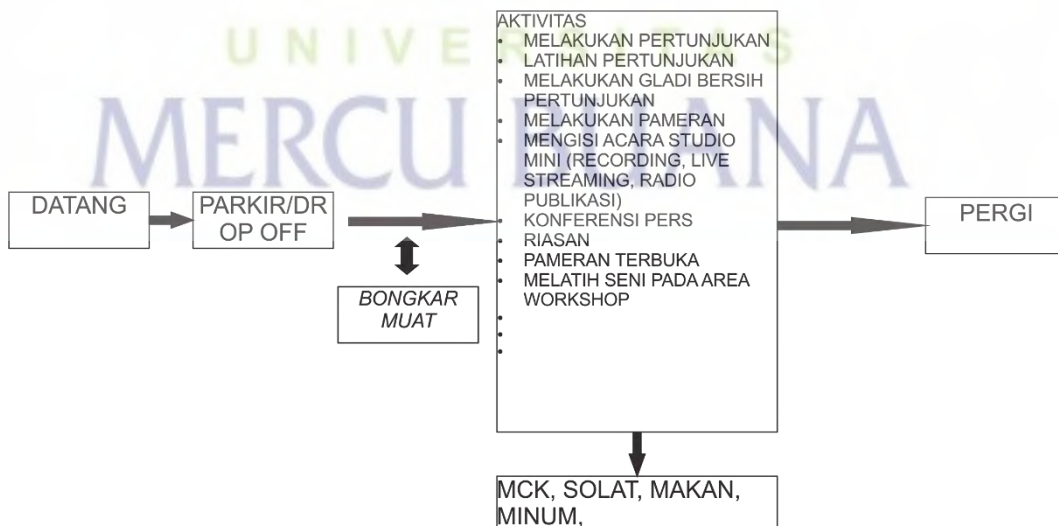 UNIVERSITAS
MERCU BUANA
DATANG
PARKIR/DR
OP OFF
BONGKAR
MUAT
AKTIVITAS
• MELAKUKAN PERTUNJUKAN
• LATIHAN PERTUNJUKAN
• MELAKUKAN GLADI BERSIH
PERTUNJUKAN
• MELAKUKAN PAMERAN
• MENGISI ACARA STUDIO
MINI (RECORDING, LIVE
STREAMING, RADIO
PUBLIKASI)
• KONFERENSI PERS
• RIASAN
• PAMERAN TERBUKA
• MELATIH SENI PADA AREA
WORKSHOP
•
•
•
PERGI
MCK, SOLAT, MAKAN,
MINUM,